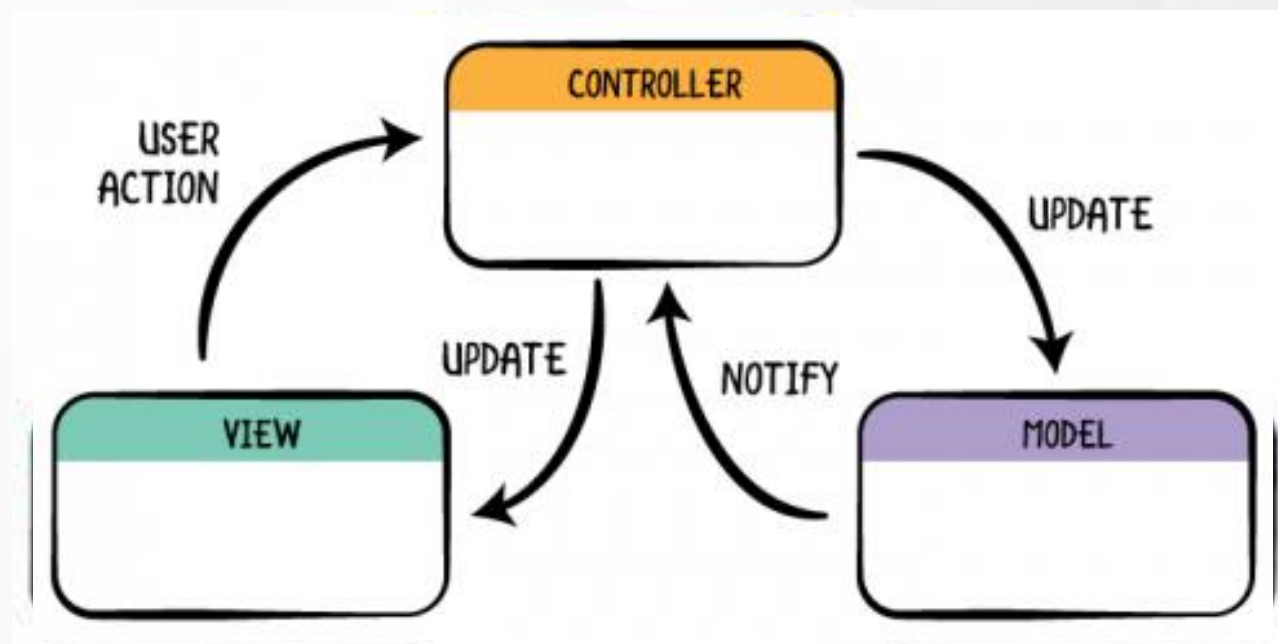 CONTROLLER
USER
ACTION
UPDATE
UPDATE
NOTIFY
VIEW
MODEL